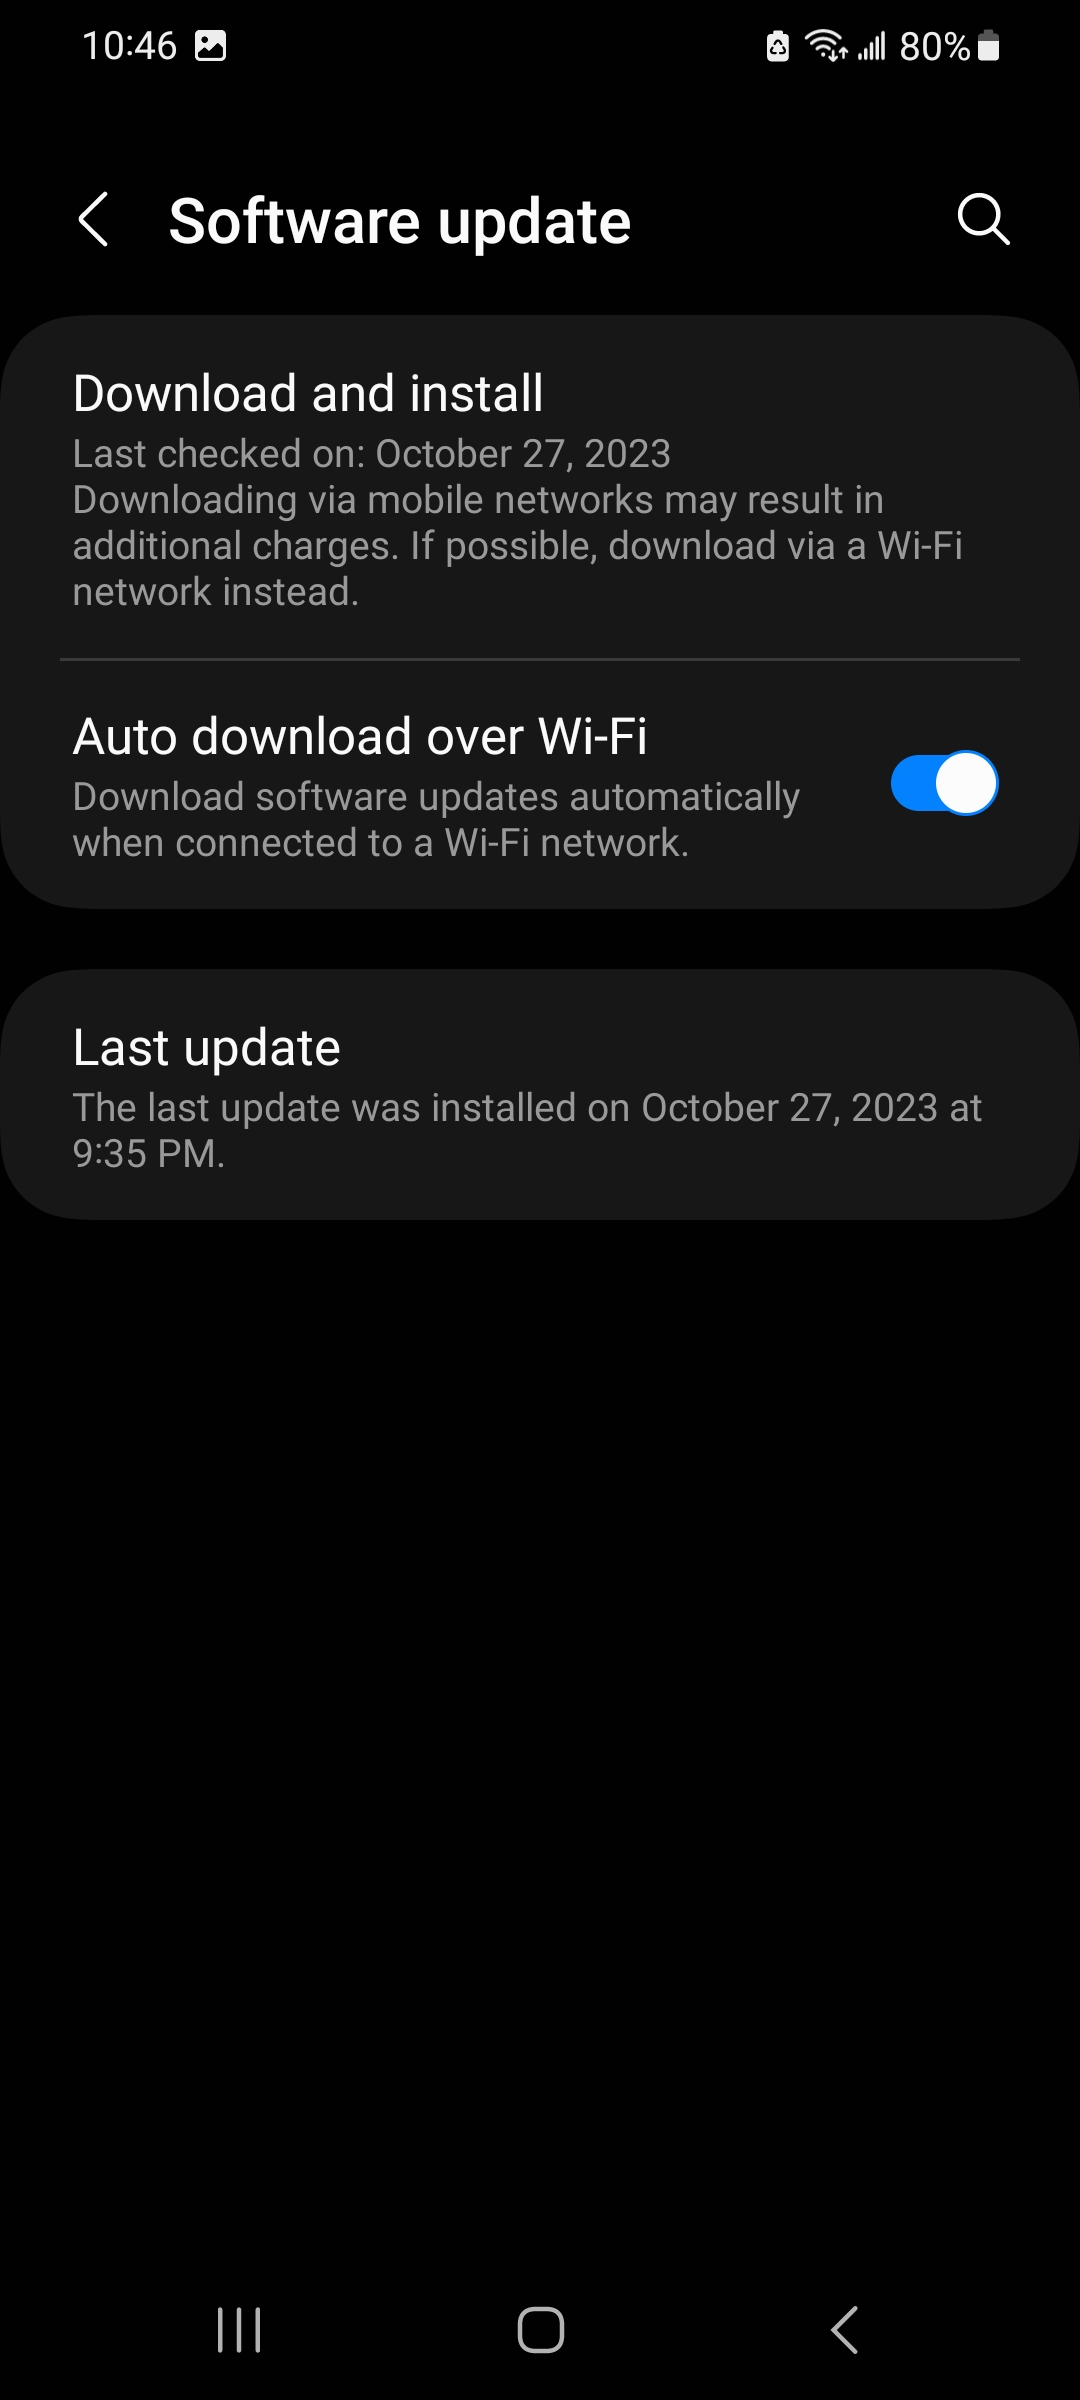 10:46
80%
Software update
Download and install
Last checked on: October 27, 2023
Downloading via mobile networks may result in
additional charges. If possible, download via a Wi-Fi
network instead.
Auto download over Wi-Fi
Download software updates automatically
when connected to a Wi-Fi network.
Last update
The last update was installed on October 27, 2023 at
9:35 PM.